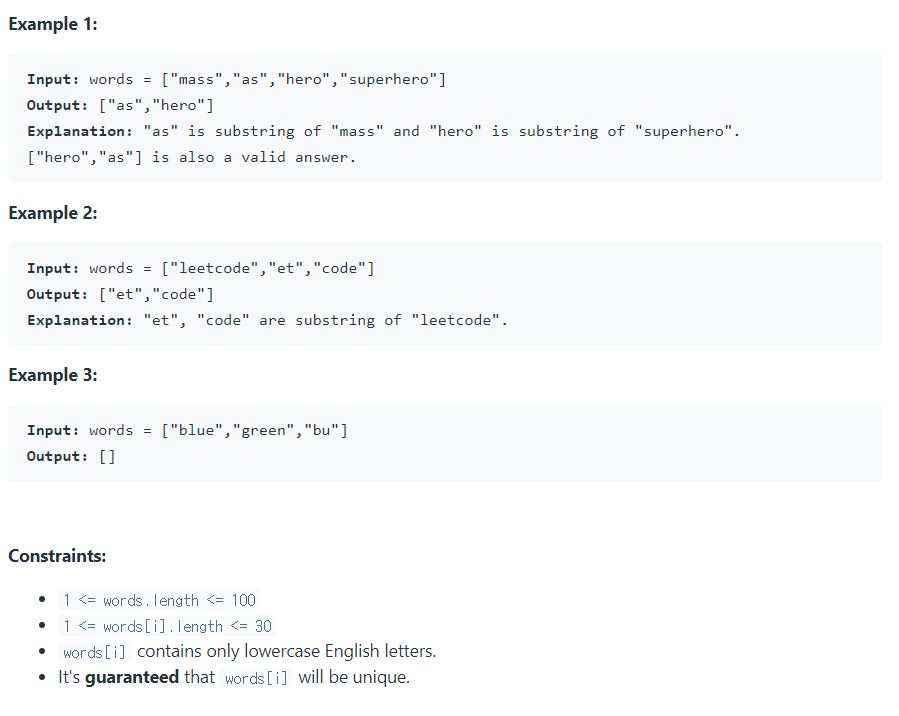 Example 1:
Input: words = ["mass","as","hero","superhero"]
Output: ["as","hero"]
Explanation: "as" is substring of "mass" and "hero" is substring of "superhero".
["hero","as"] is also a valid answer.
Example 2:
Input: words = ["leetcode","et","code"]
Output: ["et","code"]
Explanation: "et", "code" are substring of "leetcode".
Example 3:
Input: words = ["blue","green","bu"]
Output: []
Constraints:
• 1 <= words.length <= 100
• 1 <= words[i].length <= 30
• words[i] contains only lowercase English letters.
• It's guaranteed that words[i] will be unique.